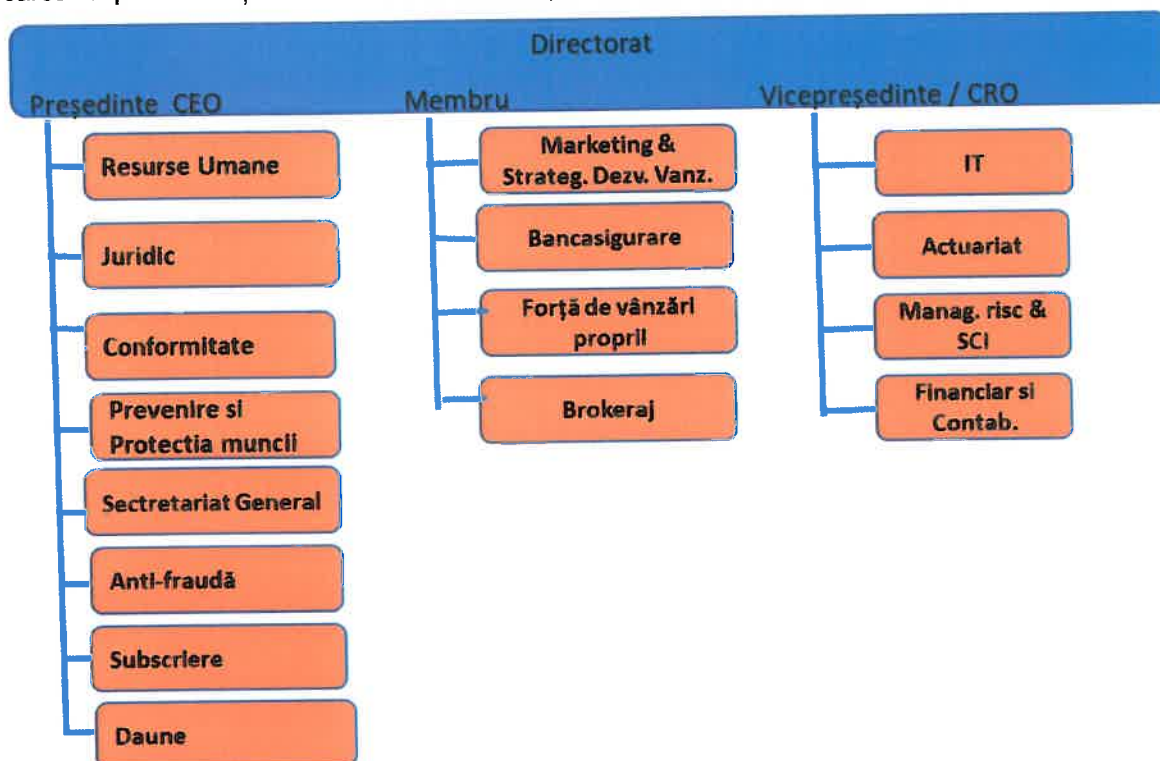 Directorat
Președinte CEO
Resurse Umane
Juridic
Conformitate
Prevenire si
Protectia muncii
Sectretariat General
Anti-fraudă
Subscriere
Daune
Membru
Marketing &
Strateg. Dezv. Vanz.
Bancasigurare
Forță de vânzări
proprii
Brokeraj
Vicepreședinte / CRO
IT
Actuariat
Manag. risc &
SCI
Financiar si
Contab.